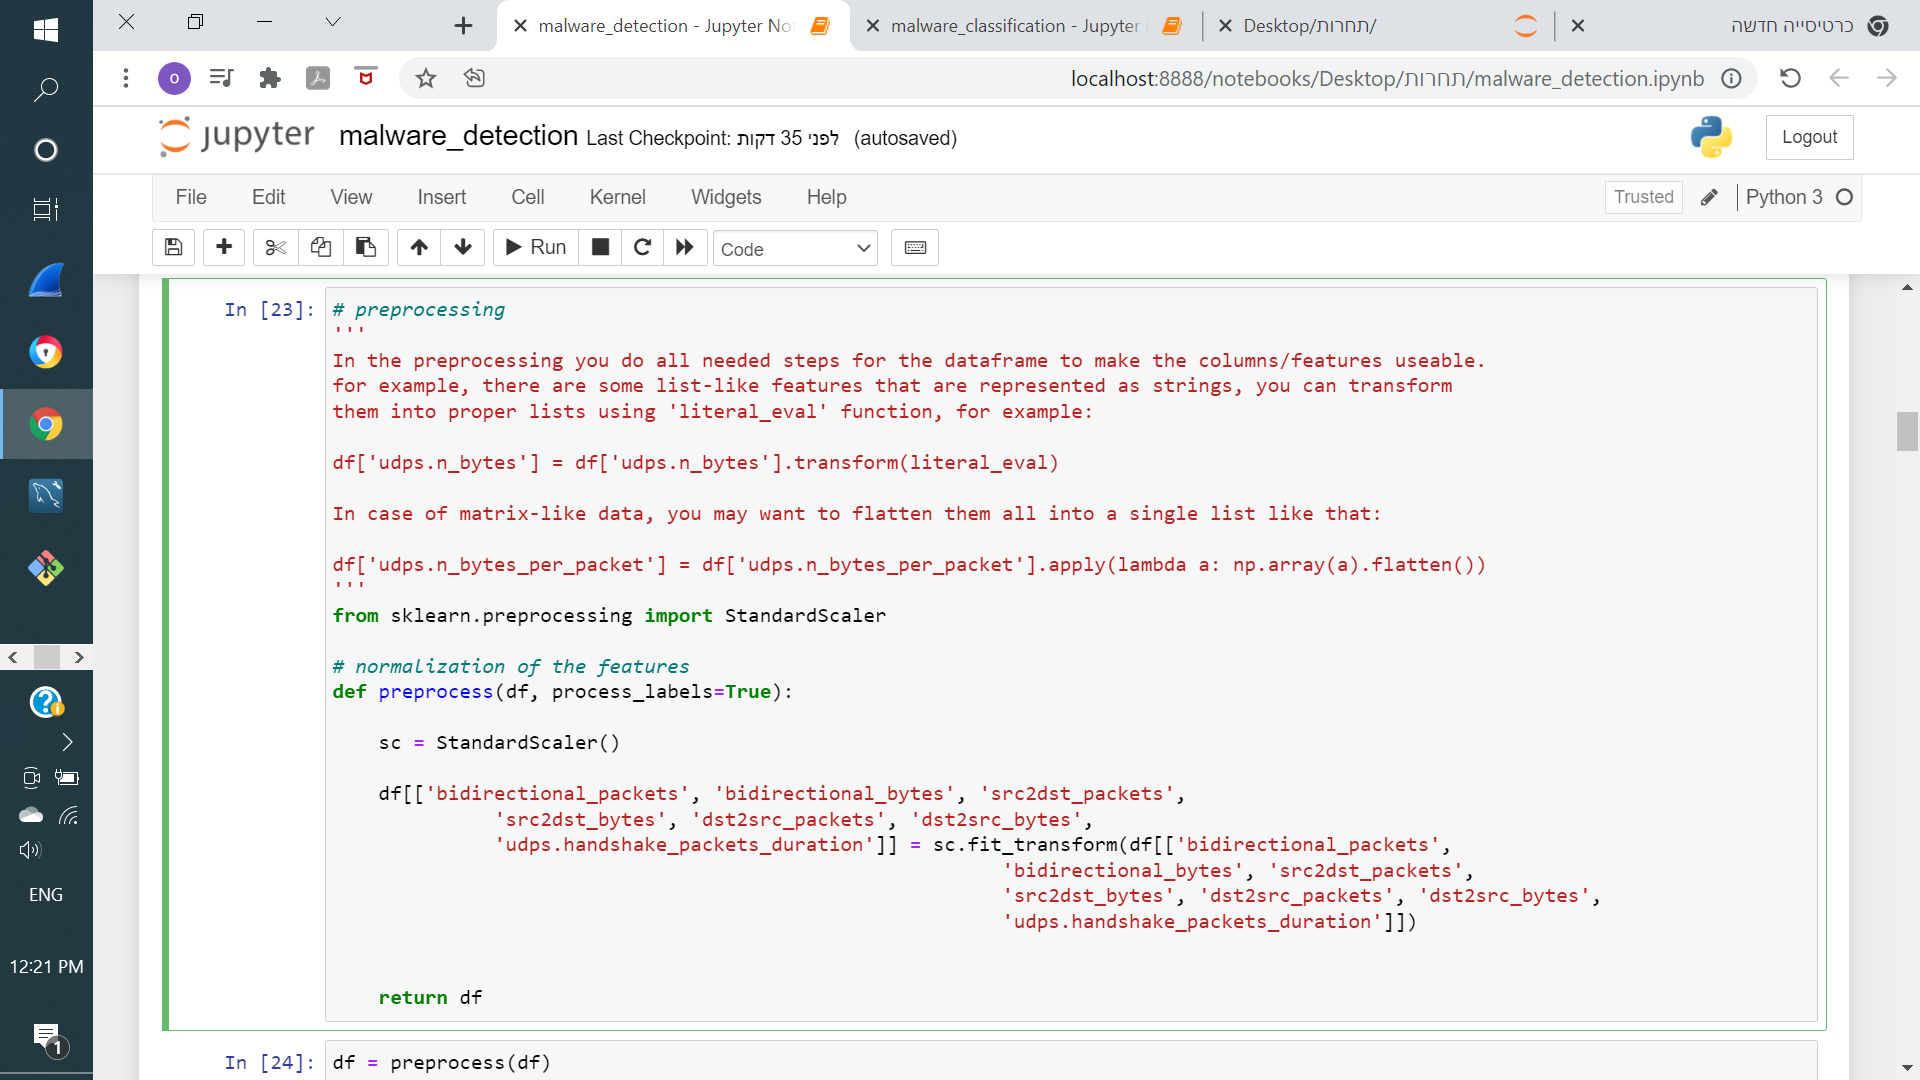 malware_detection - Jupyter No
malware_classification - Jupyter
Desktop/תחרות/
כרטיסייה חדשה
o
localhost:8888/notebooks/Desktop/תחרות/malware_detection.ipynb
jupyter malware_detection Last Checkpoint: לפני 35 דקות (autosaved)
Logout
File Edit View Insert Cell Kernel Widgets Help
Trusted
Python 3
Run
Code
In [23]:
# preprocessing
'''
In the preprocessing you do all needed steps for the dataframe to make the columns/features useable.
for example, there are some list-like features that are represented as strings, you can transform
them into proper lists using 'literal_eval' function, for example:
df['udps.n_bytes'] = df['udps.n_bytes'].transform(literal_eval)
In case of matrix-like data, you may want to flatten them all into a single list like that:
df['udps.n_bytes_per_packet'] = df['udps.n_bytes_per_packet'].apply(lambda a: np.array(a).flatten())
'''
from sklearn.preprocessing import StandardScaler
# normalization of the features
def preprocess(df, process_labels=True):
sc = StandardScaler()
df[['bidirectional_packets', 'bidirectional_bytes', 'src2dst_packets',
'src2dst_bytes', 'dst2src_packets', 'dst2src_bytes',
'udps.handshake_packets_duration']] = sc.fit_transform(df[['bidirectional_packets',
'bidirectional_bytes', 'src2dst_packets',
'src2dst_bytes', 'dst2src_packets', 'dst2src_bytes',
'udps.handshake_packets_duration']])
return df
In [24]:
df = preprocess(df)
ENG
12:21 PM
1